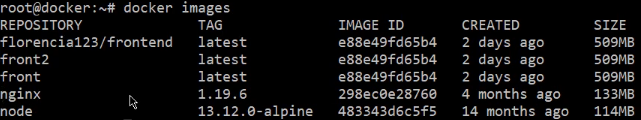 root@docker:~# docker images
REPOSITORY TAG IMAGE ID CREATED SIZE
florencia123/frontend latest e88e49fd65b4 2 days ago 509MB
front2 latest e88e49fd65b4 2 days ago 509MB
front latest e88e49fd65b4 2 days ago 509MB
nginx 1.19.6 298ec0e28760 4 months ago 133MB
node 13.12.0-alpine 483343d6c5f5 14 months ago 114MB